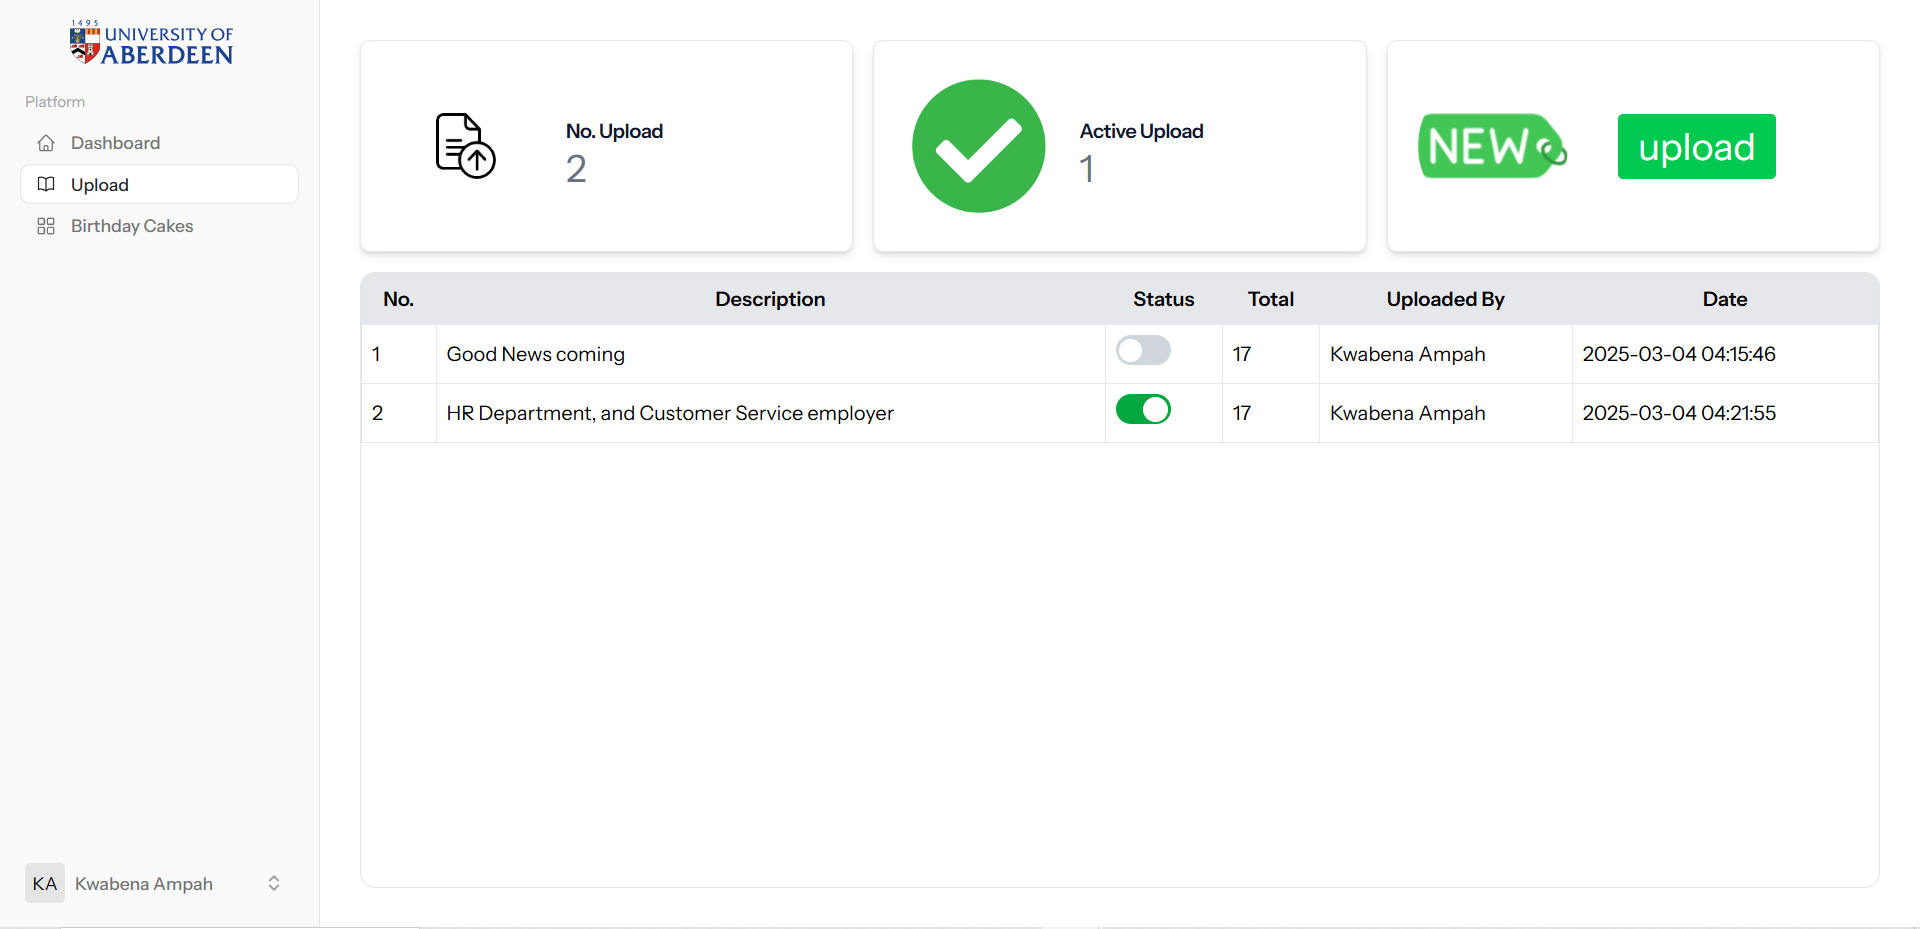 1495
UNIVERSITY OF
ABERDEEN
Platform
Dashboard
Upload
Birthday Cakes
No. Upload
2
Active Upload
1
NEW
upload
No. Description Status Total Uploaded By Date
1 Good News coming 17 Kwabena Ampah 2025-03-04 04:15:46
2 HR Department, and Customer Service employer 17 Kwabena Ampah 2025-03-04 04:21:55
KA Kwabena Ampah